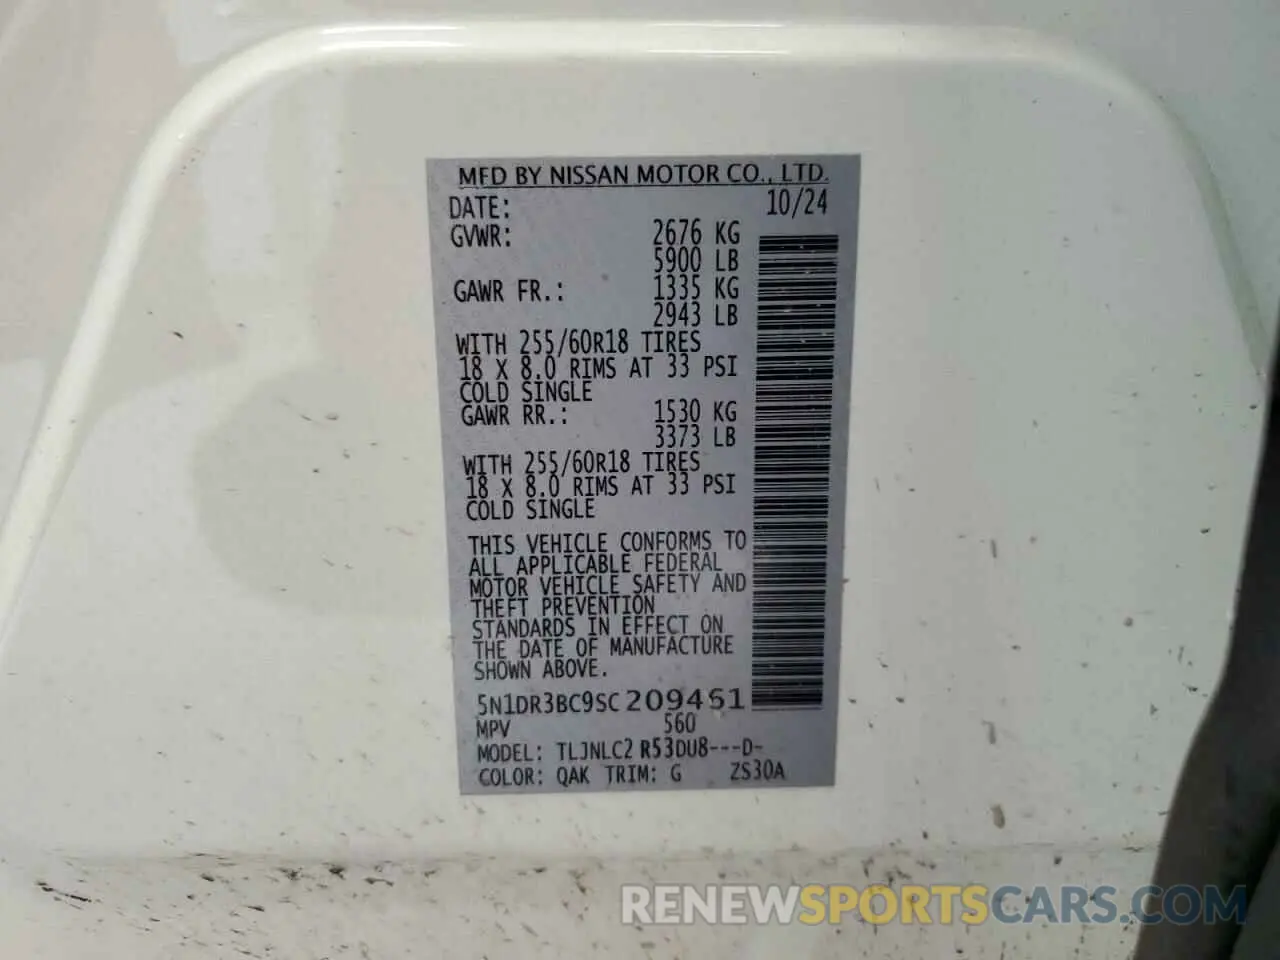 MFD BY NISSAN MOTOR CO., LTD.
DATE: 10/24
GVWR: 2676 KG
5900 LB
GAWR FR.: 1335 KG
2943 LB
WITH 255/60R18 TIRES
18 X 8.0 RIMS AT 33 PSI
COLD SINGLE
GAWR RR.: 1530 KG
3373 LB
WITH 255/60R18 TIRES
18 X 8.0 RIMS AT 33 PSI
COLD SINGLE
THIS VEHICLE CONFORMS TO
ALL APPLICABLE FEDERAL
MOTOR VEHICLE SAFETY AND
THEFT PREVENTION
STANDARDS IN EFFECT ON
THE DATE OF MANUFACTURE
SHOWN ABOVE.
5N1DR3BC9SC209461
MPV 560
MODEL: TLJNLC2 R53DU8---D-
COLOR: QAK TRIM: G ZS30A
RENEWSPORTSCARS.COM